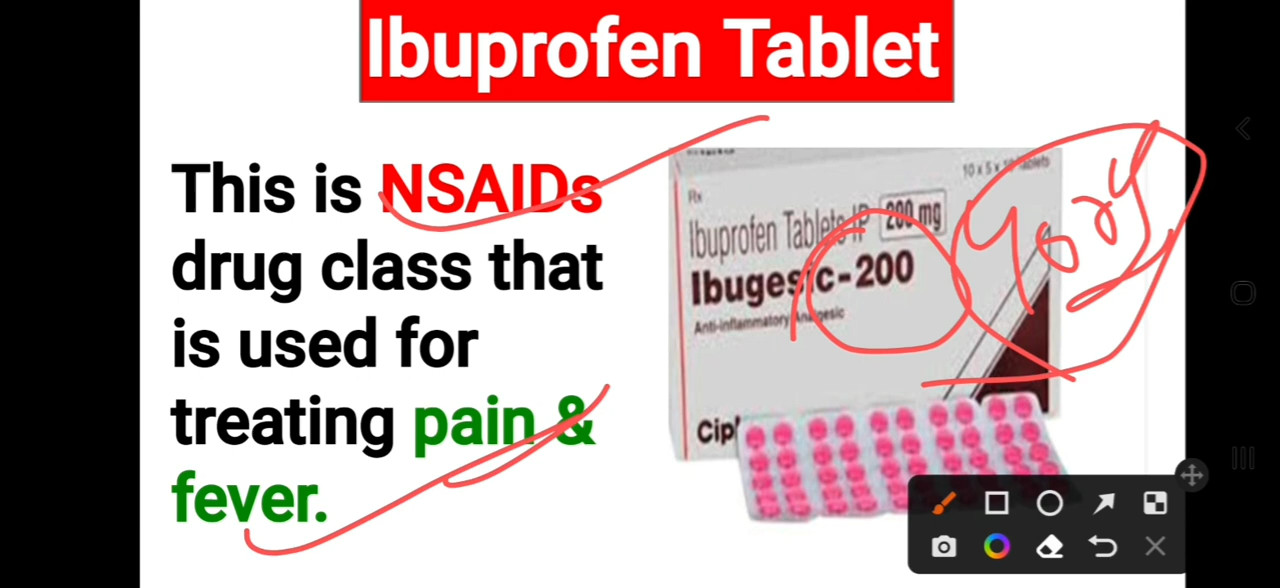 Ibuprofen Tablet
This is NSAIDs
drug class that
is used for
treating pain &
fever.
10 x 5 x 10 Tablets
Rx
Ibuprofen Tablets IP 200 mg
Ibugesic-200
Anti-inflammatory Analgesic
Cipl